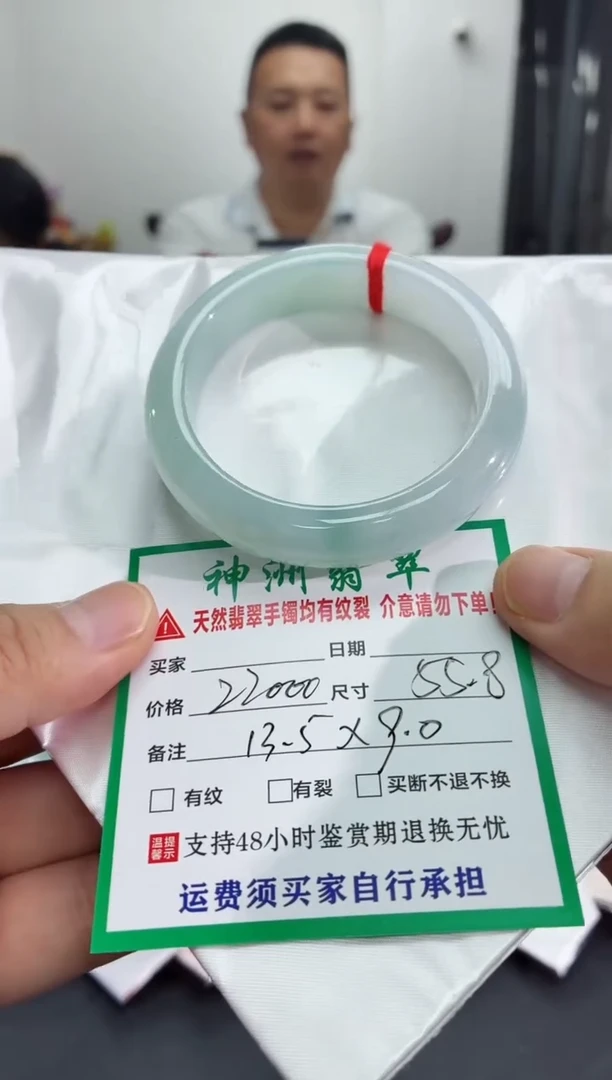 神洲翡翠
天然翡翠手镯均有纹裂 介意请勿下单!
买家 日期
价格 22000 尺寸 55.8
备注 13.5×9.0
有纹 有裂 买断不退不换
温馨提示 支持48小时鉴赏期退换无忧
运费须买家自行承担